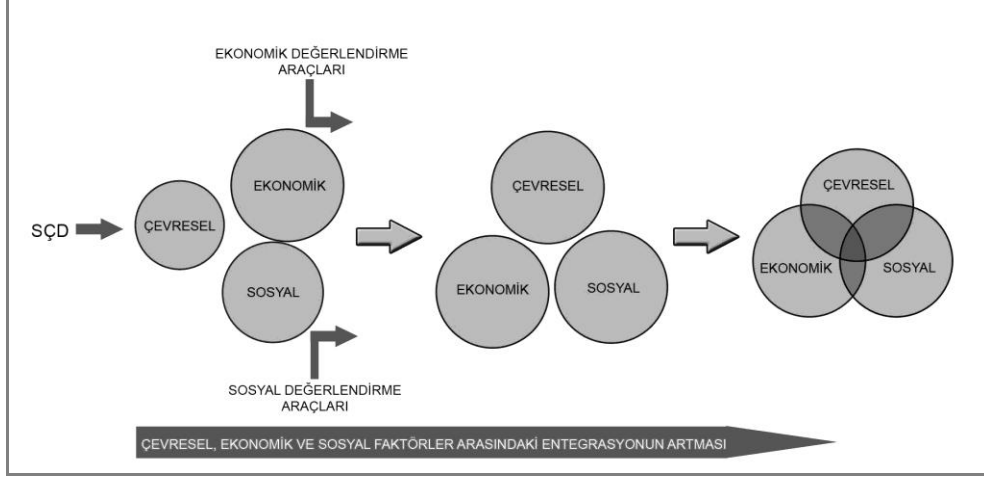 EKONOMİK DEĞERLENDİRME
ARAÇLARI
SÇD
ÇEVRESEL
EKONOMİK
SOSYAL
SOSYAL DEĞERLENDİRME
ARAÇLARI
ÇEVRESEL
EKONOMİK
SOSYAL
ÇEVRESEL
EKONOMİK
SOSYAL
ÇEVRESEL, EKONOMİK VE SOSYAL FAKTÖRLER ARASINDAKİ ENTEGRASYONUN ARTMASI